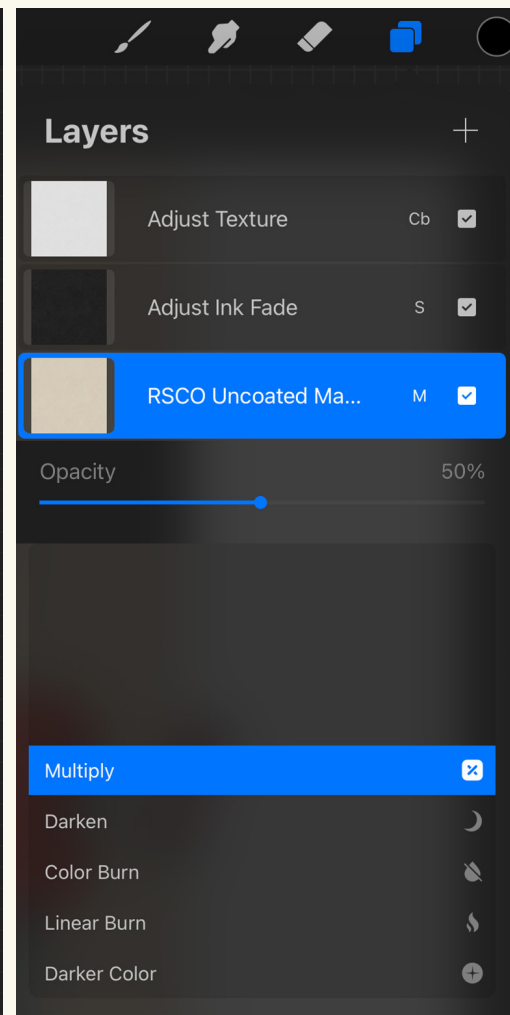 Layers
Adjust Texture Cb
Adjust Ink Fade S
RSCO Uncoated Ma... M
Opacity 50%
Multiply
Darken
Color Burn
Linear Burn
Darker Color